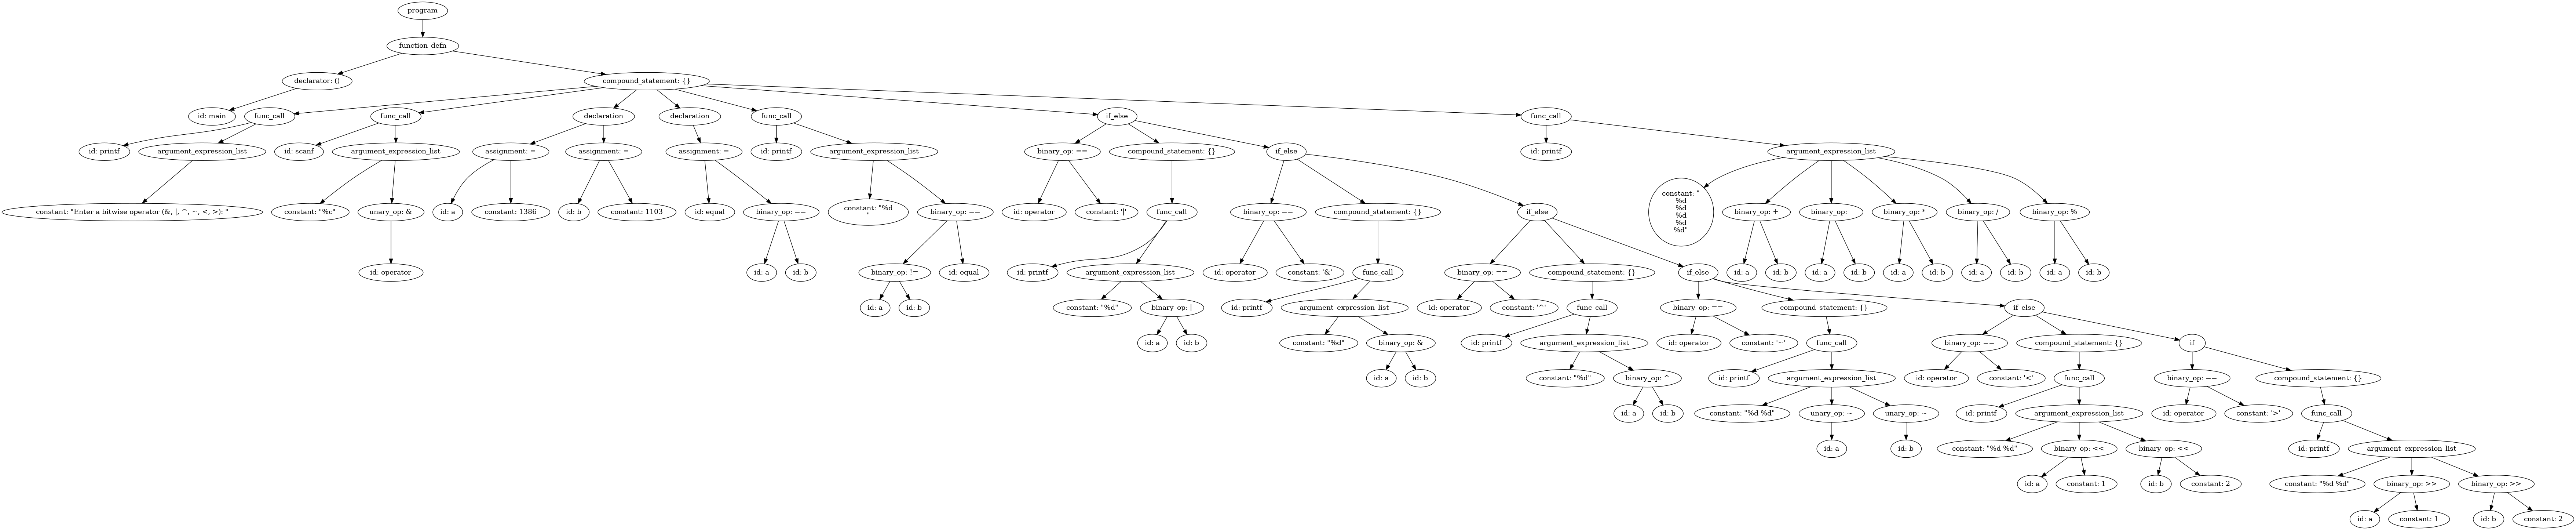 program
function_defn
declarator: ()
compound_statement: {}
id: main
func_call
func_call
declaration
declaration
func_call
if_else
func_call
id: printf
argument_expression_list
id: scanf
argument_expression_list
assignment: =
assignment: =
assignment: =
id: printf
argument_expression_list
binary_op: ==
compound_statement: {}
if_else
id: printf
argument_expression_list
constant: "Enter a bitwise operator (&, |, ^, ~, <, >): "
constant: "%c"
unary_op: &
id: a
constant: 1386
id: b
constant: 1103
id: equal
binary_op: ==
constant: "%d
"
binary_op: ==
id: operator
constant: '|'
func_call
binary_op: ==
compound_statement: {}
if_else
constant: "
%d
%d
%d
%d
%d"
binary_op: +
binary_op: -
binary_op: *
binary_op: /
binary_op: %
id: operator
id: a
id: b
binary_op: !=
id: equal
id: printf
argument_expression_list
id: operator
constant: '&'
func_call
binary_op: ==
compound_statement: {}
if_else
id: a
id: b
id: a
id: b
id: a
id: b
id: a
id: b
id: a
id: b
id: a
id: b
constant: "%d"
binary_op: |
id: printf
argument_expression_list
id: operator
constant: '^'
func_call
binary_op: ==
compound_statement: {}
if_else
id: a
id: b
constant: "%d"
binary_op: &
id: printf
argument_expression_list
id: operator
constant: '~'
func_call
binary_op: ==
compound_statement: {}
if
id: a
id: b
constant: "%d"
binary_op: ^
id: printf
argument_expression_list
id: operator
constant: '<'
func_call
binary_op: ==
compound_statement: {}
id: a
id: b
constant: "%d %d"
unary_op: ~
unary_op: ~
id: printf
argument_expression_list
id: operator
constant: '>'
func_call
id: a
id: b
constant: "%d %d"
binary_op: <<
binary_op: <<
id: printf
argument_expression_list
id: a
constant: 1
id: b
constant: 2
constant: "%d %d"
binary_op: >>
binary_op: >>
id: a
constant: 1
id: b
constant: 2